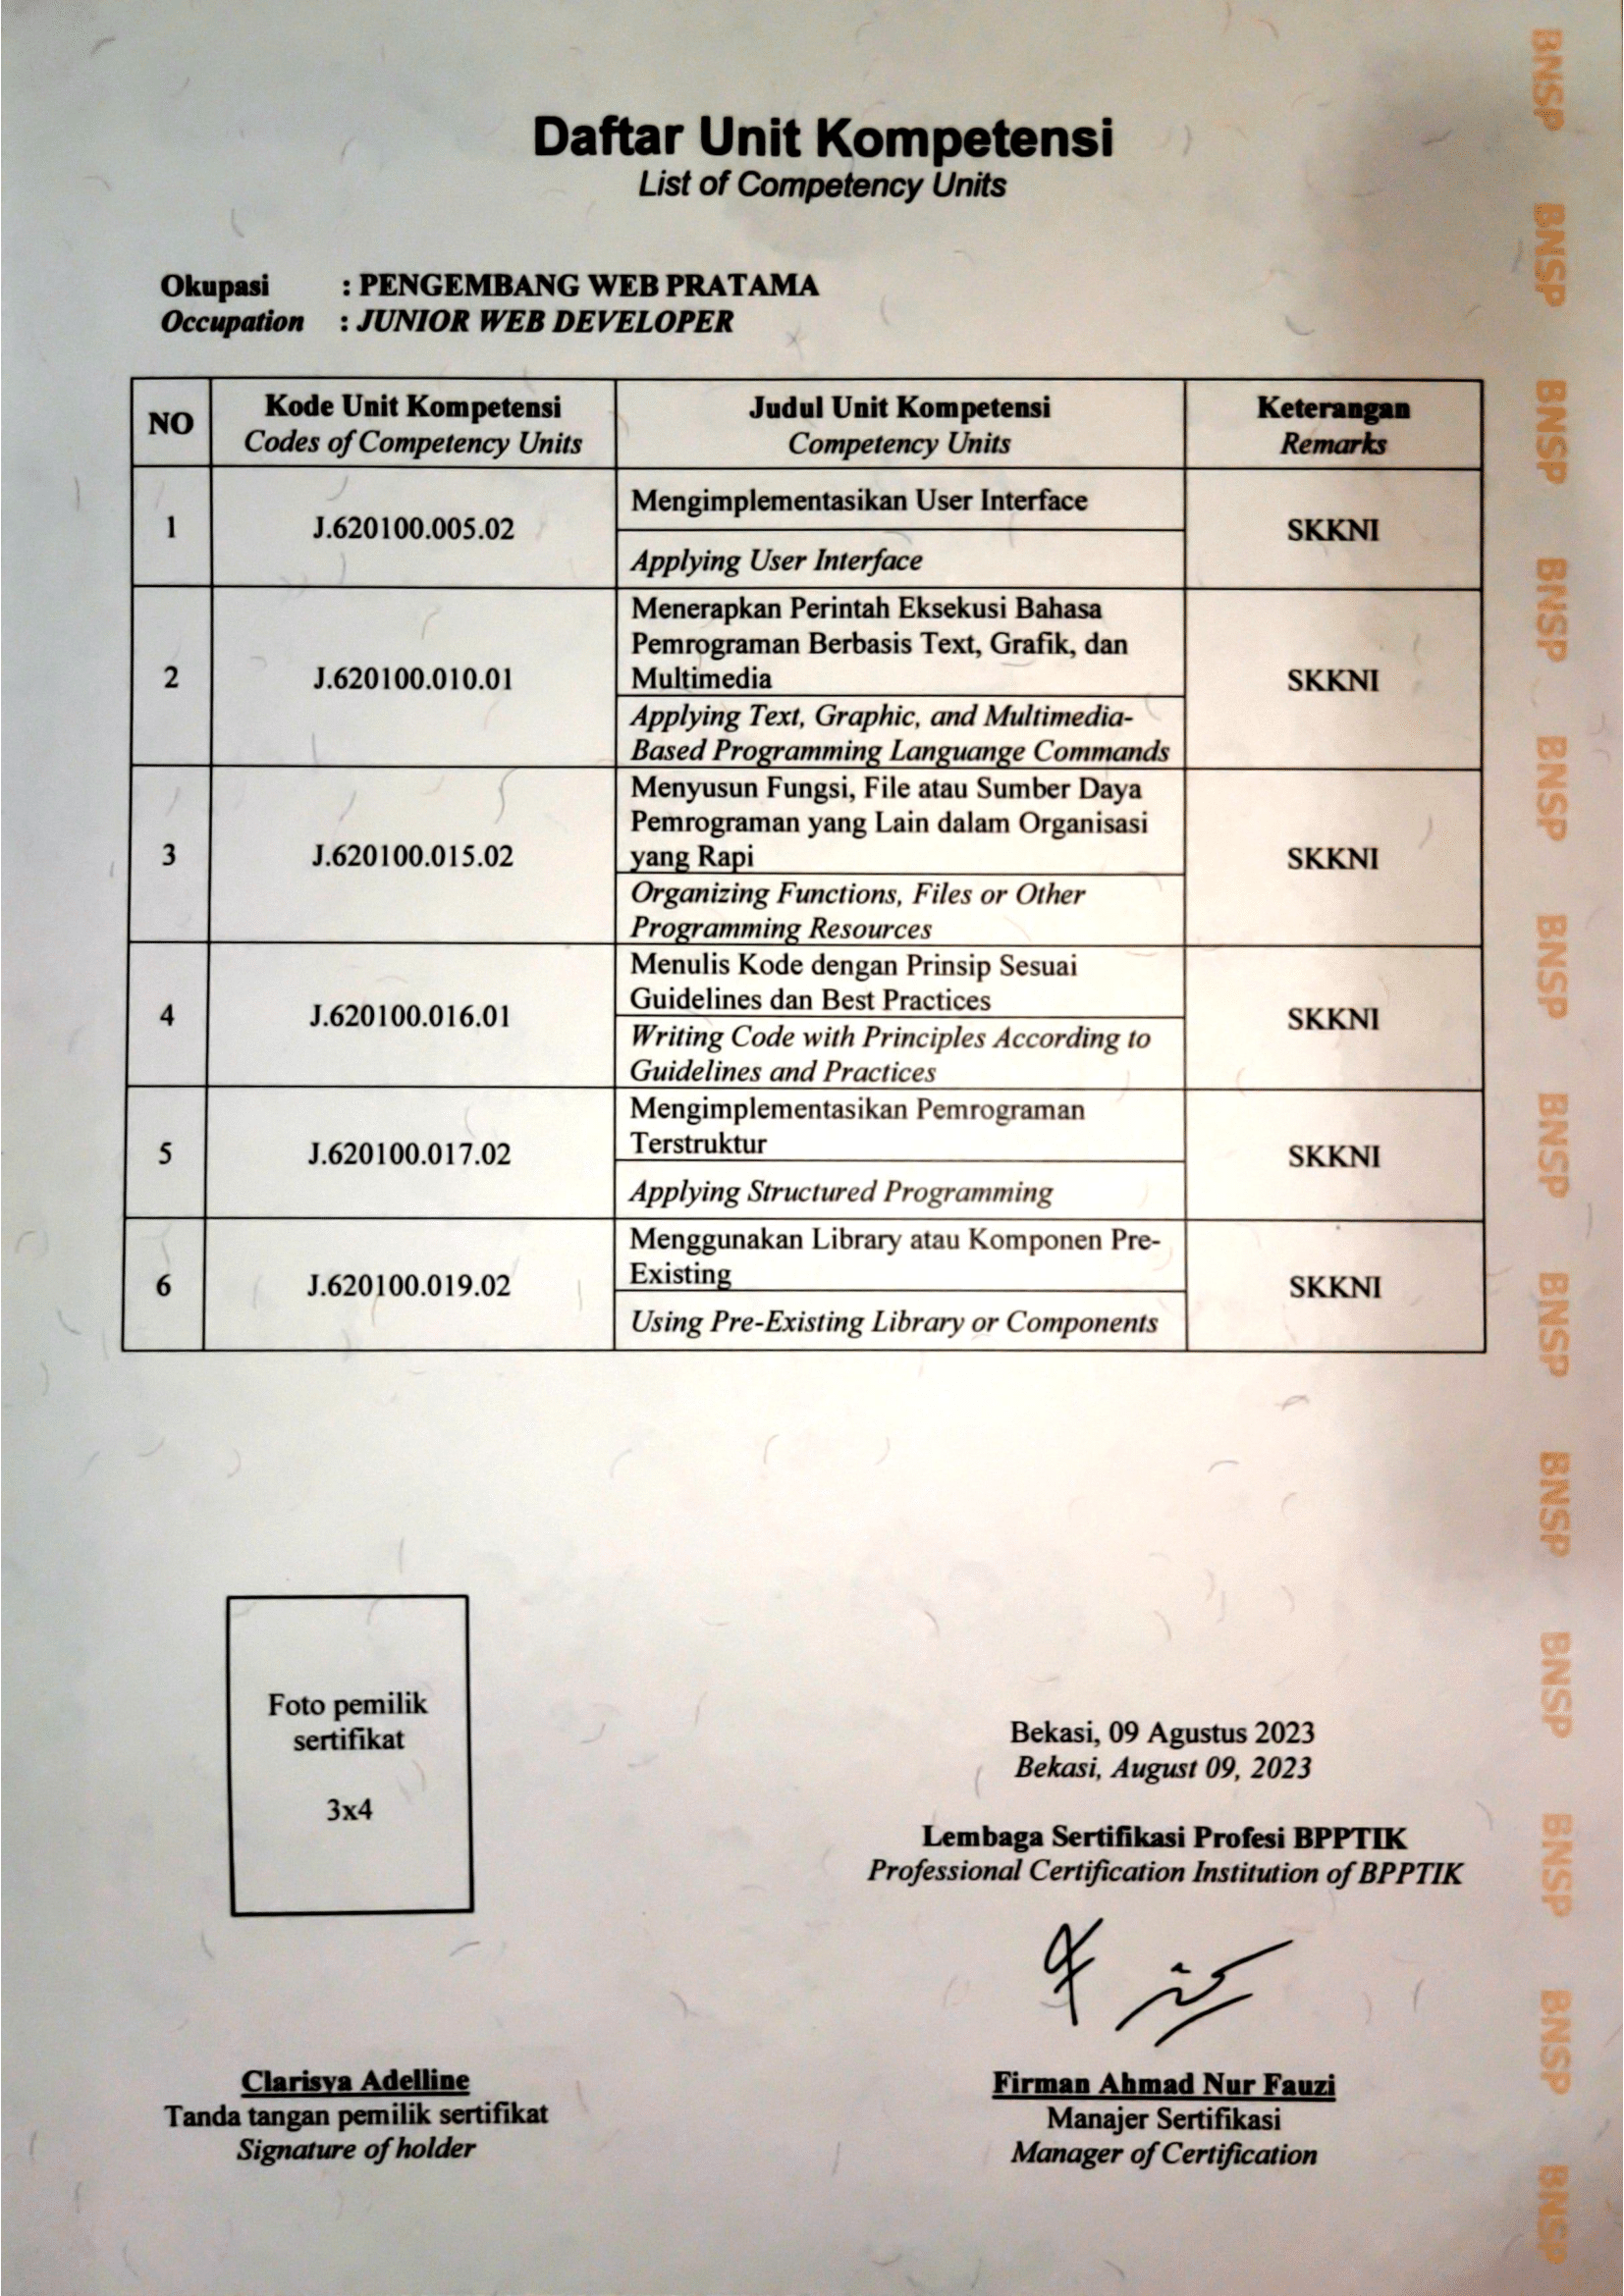 Daftar Unit Kompetensi
List of Competency Units
Okupasi : PENGEMBANG WEB PRATAMA
Occupation : JUNIOR WEB DEVELOPER
NO
Kode Unit Kompetensi
Codes of Competency Units
Judul Unit Kompetensi
Competency Units
Keterangan
Remarks
1
J.620100.005.02
Mengimplementasikan User Interface
Applying User Interface
SKKNI
2
J.620100.010.01
Menerapkan Perintah Eksekusi Bahasa
Pemrograman Berbasis Text, Grafik, dan
Multimedia
Applying Text, Graphic, and Multimedia-
Based Programming Languange Commands
SKKNI
3
J.620100.015.02
Menyusun Fungsi, File atau Sumber Daya
Pemrograman yang Lain dalam Organisasi
yang Rapi
Organizing Functions, Files or Other
Programming Resources
SKKNI
4
J.620100.016.01
Menulis Kode dengan Prinsip Sesuai
Guidelines dan Best Practices
Writing Code with Principles According to
Guidelines and Practices
SKKNI
5
J.620100.017.02
Mengimplementasikan Pemrograman
Terstruktur
Applying Structured Programming
SKKNI
6
J.620100.019.02
Menggunakan Library atau Komponen Pre-
Existing
Using Pre-Existing Library or Components
SKKNI
Foto pemilik
sertifikat
3x4
Bekasi, 09 Agustus 2023
Bekasi, August 09, 2023
Lembaga Sertifikasi Profesi BPPTIK
Professional Certification Institution of BPPTIK
Clarisya Adelline
Tanda tangan pemilik sertifikat
Signature of holder
Firman Ahmad Nur Fauzi
Manajer Sertifikasi
Manager of Certification
BNSP
BNSP
BNSP
BNSP
BNSP
BNSP
BNSP
BNSP
BNSP
BNSP
BNSP
BNSP
BNSP